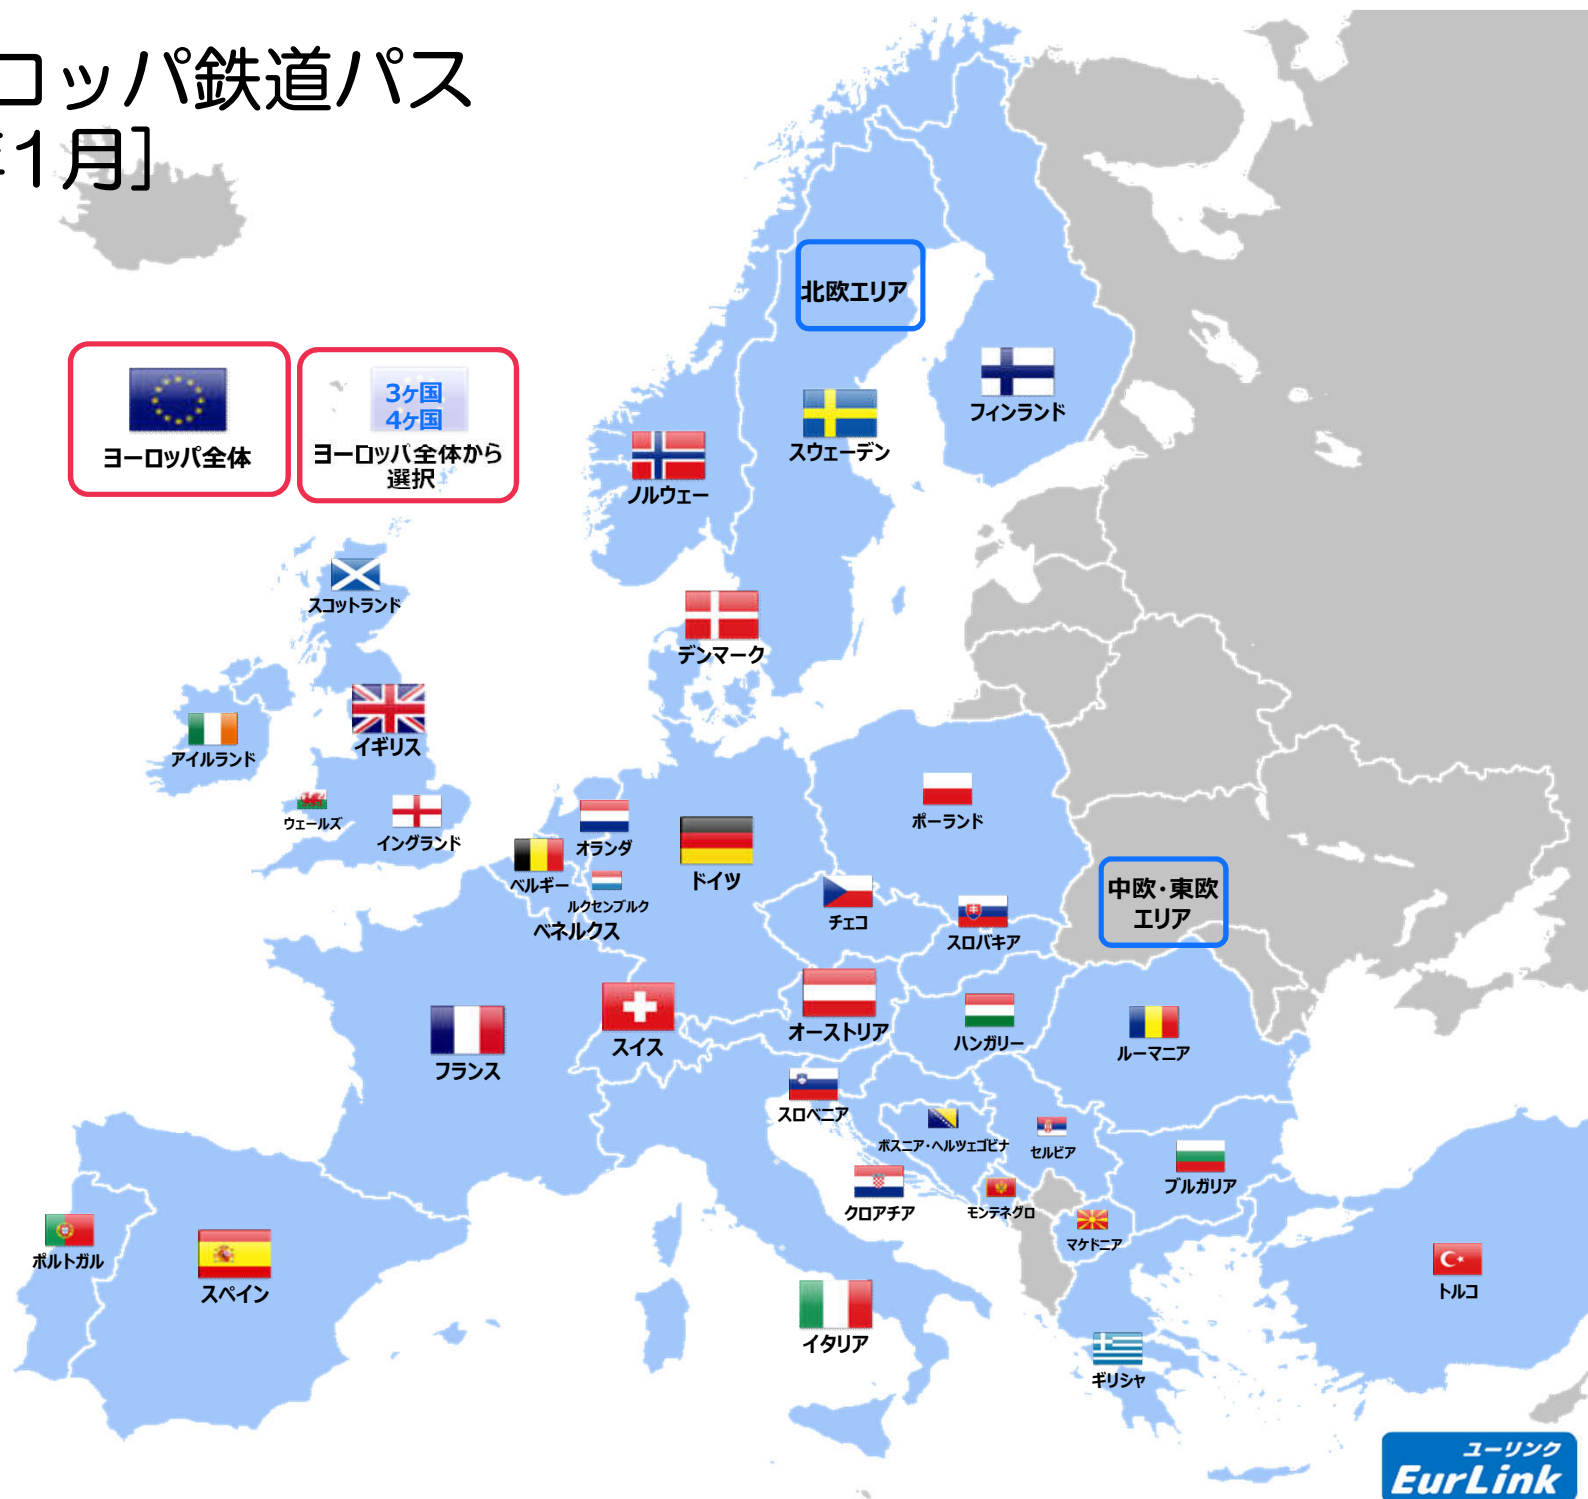 ロッパ鉄道パス
年1月]
北欧エリア
3ヶ国
4ヶ国
ヨーロッパ全体
ヨーロッパ全体から
選択
フィンランド
スウェーデン
ノルウェー
スコットランド
デンマーク
アイルランド
イギリス
ウェールズ
イングランド
オランダ
ベルギー
ルクセンブルク
ベネルクス
ドイツ
ポーランド
中欧・東欧
エリア
チェコ
スロバキア
フランス
スイス
オーストリア
ハンガリー
ルーマニア
スロベニア
ボスニア・ヘルツェゴビナ
セルビア
ブルガリア
クロアチア
モンテネグロ
マケドニア
ポルトガル
スペイン
イタリア
ギリシャ
トルコ
ユーリンク
EurLink